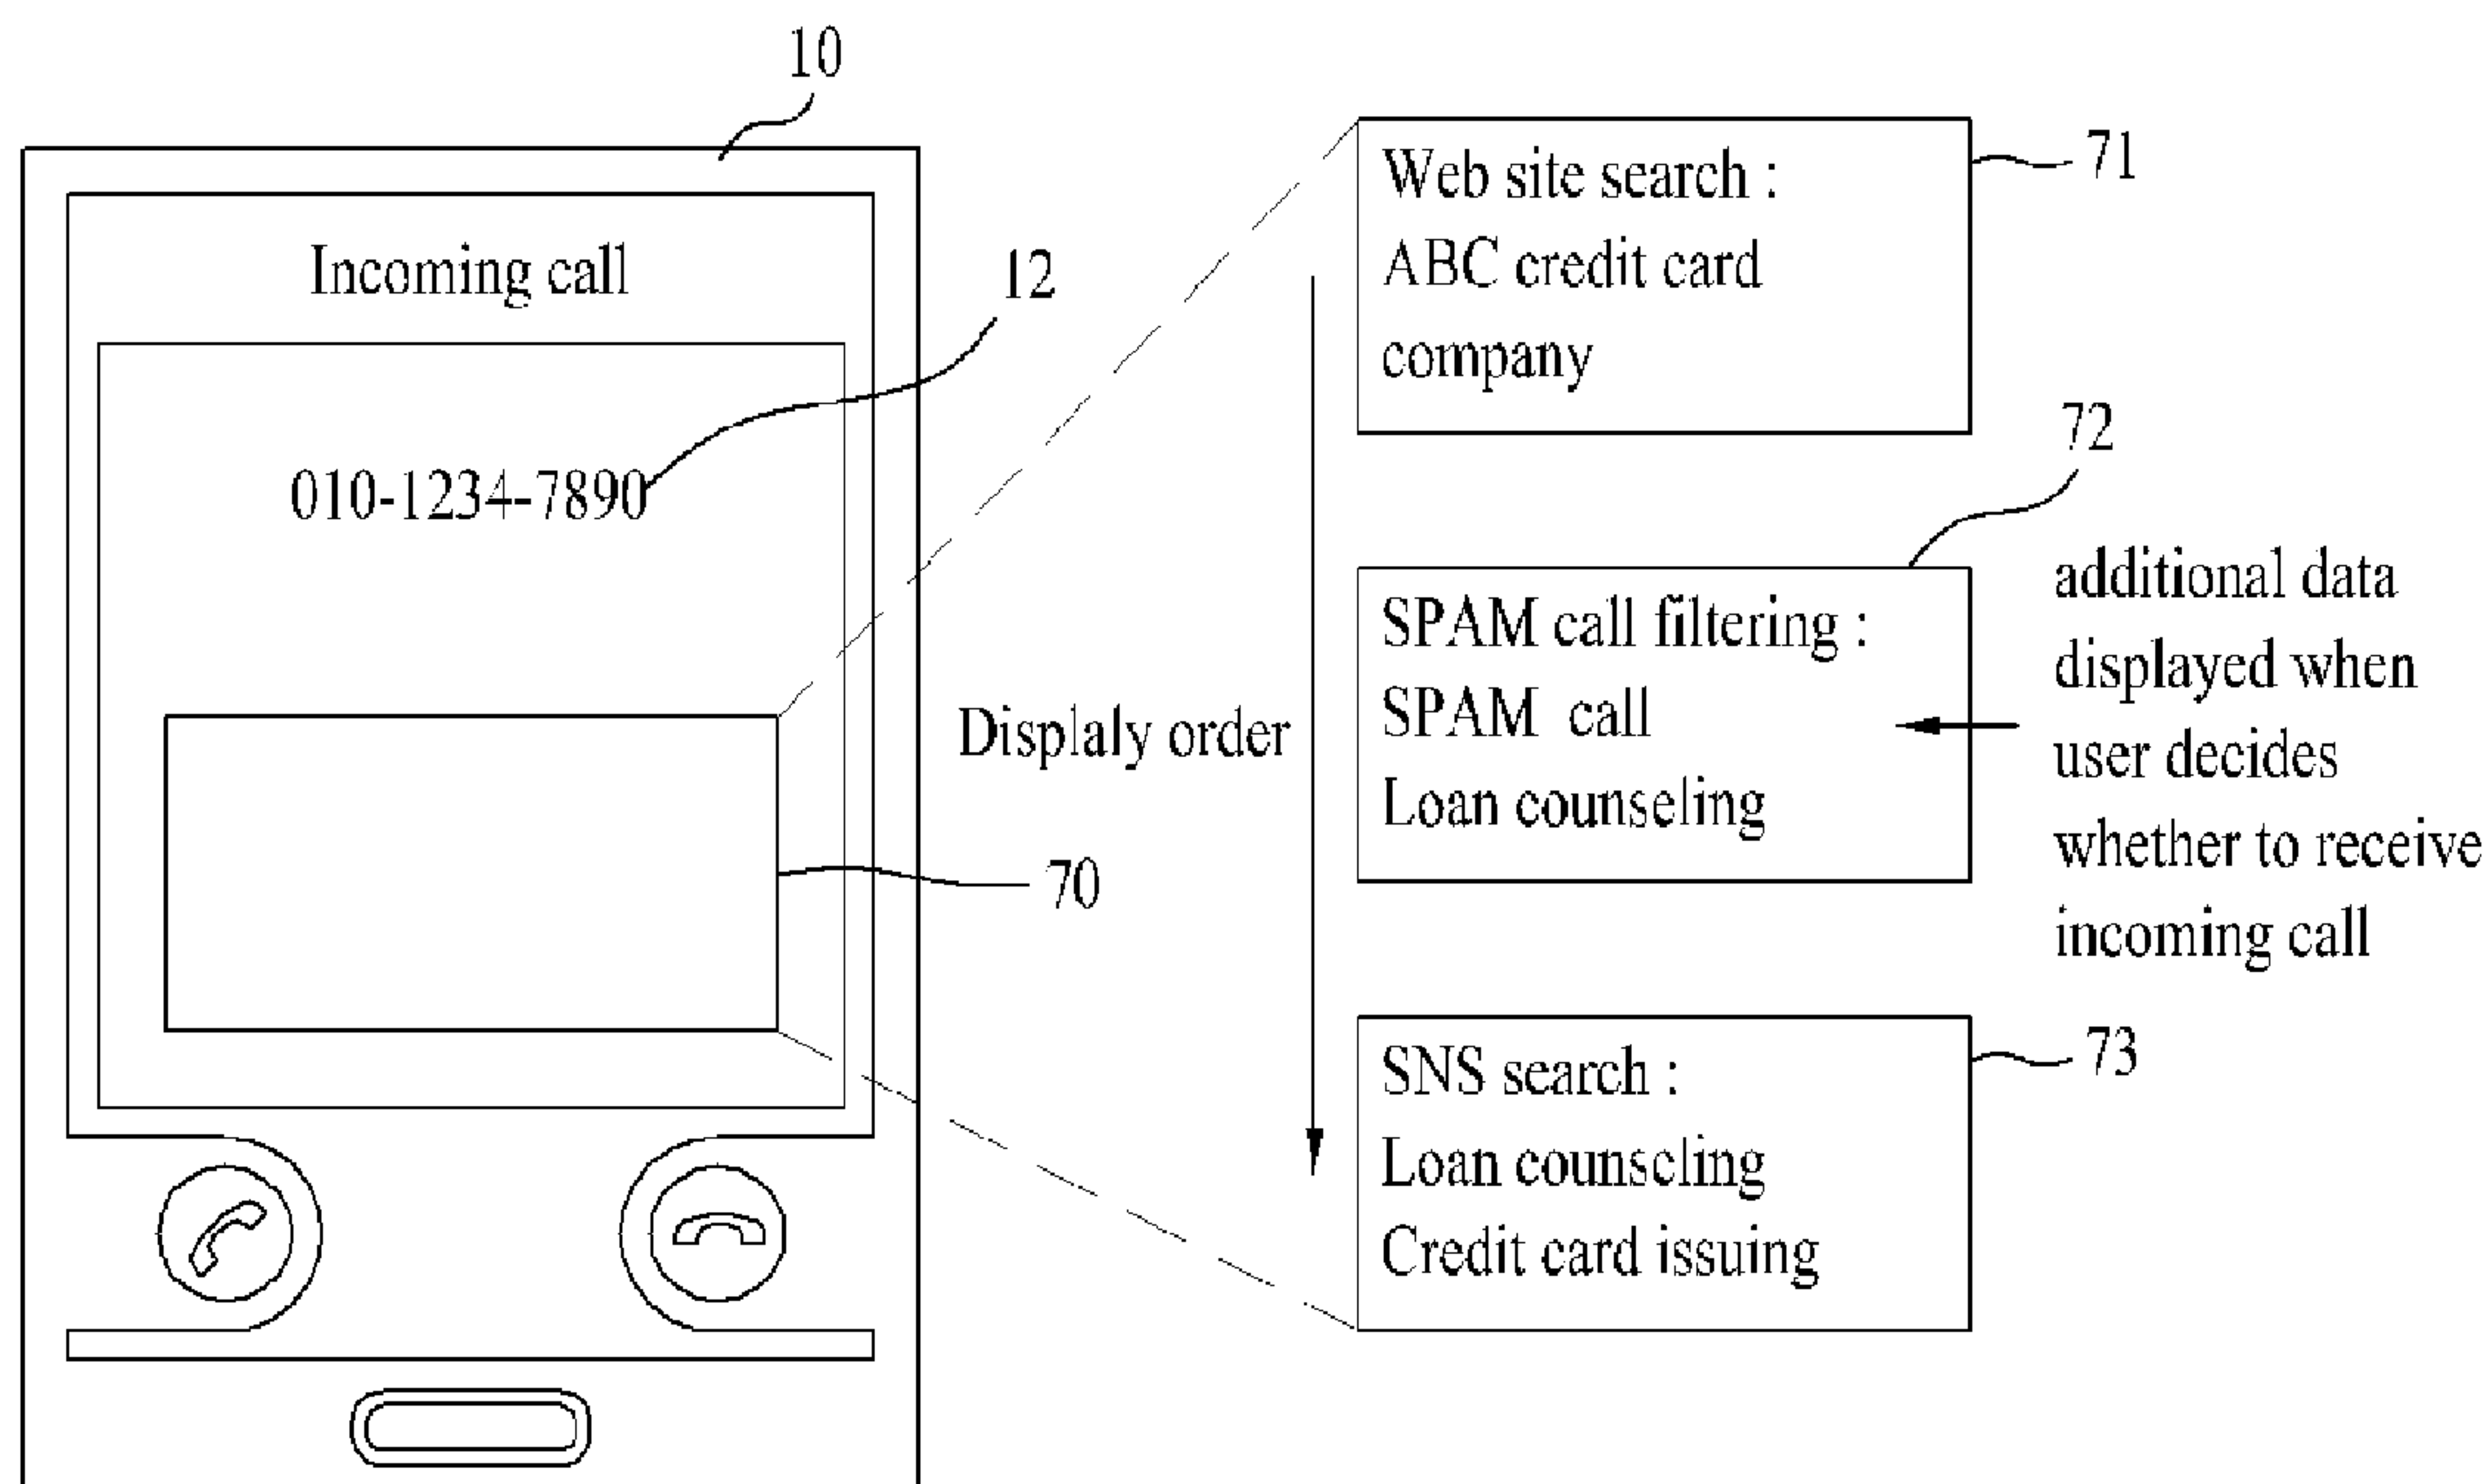 10
Incoming call
12
010-1234-7890
70
Displaly order
Web site search :
ABC credit card
company
71
72
SPAM call filtering :
SPAM call
Loan counseling
additional data
displayed when
user decides
whether to receive
incoming call
SNS search :
Loan counseling
Credit card issuing
73